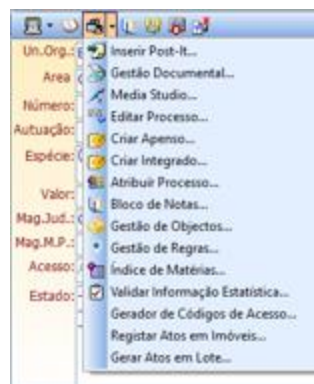 Un.Org.:
Inserir Post-It...
Area
Gestão Documental...
Media Studio...
Número:
Editar Processo...
Autuação:
Criar Apenso...
Espécie:
Criar Integrado...
Atribuir Processo...
Valor:
Bloco de Notas...
Mag.Jud.:
Gestão de Objectos...
Mag.M.P.:
Gestão de Regras...
Acesso:
Índice de Matérias...
Estado:
Validar Informação Estatística...
Gerador de Códigos de Acesso...
Registar Atos em Imóveis...
Gerar Atos em Lote...